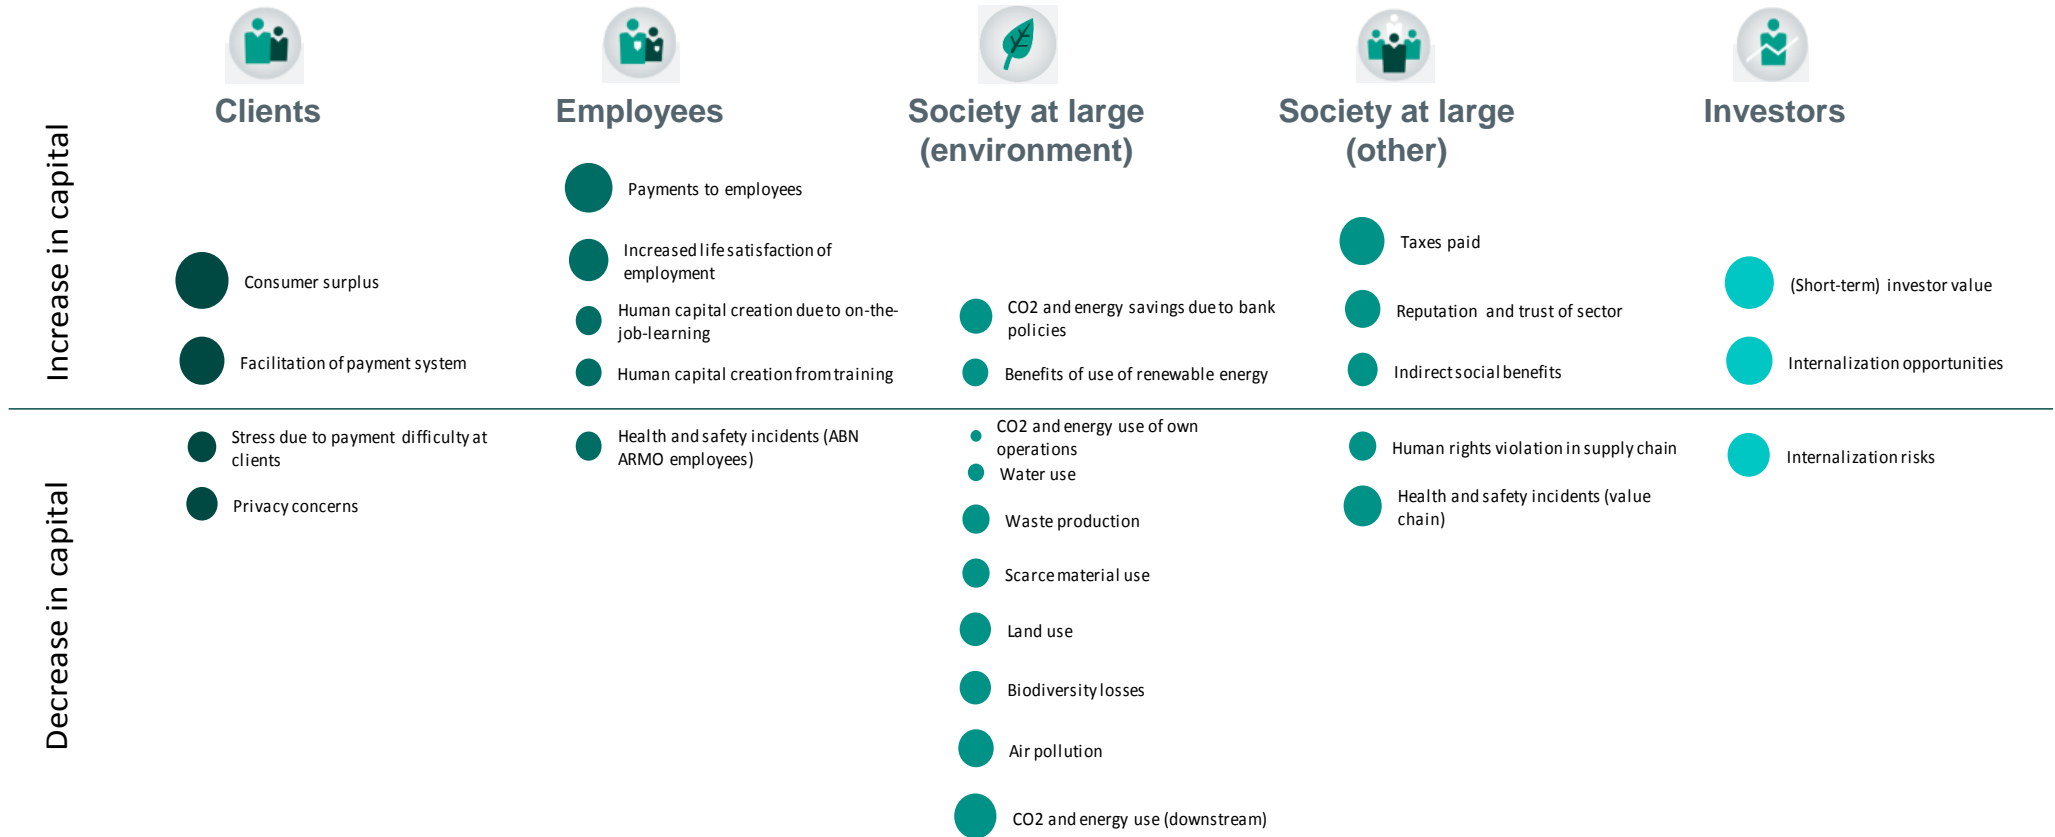 Clients
Employees
Society at large
(environment)
Society at large
(other)
Investors
Increase in capital
Consumer surplus
Facilitation of payment system
Payments to employees
Increased life satisfaction of
employment
Human capital creation due to on-the-
job-learning
Human capital creation from training
CO2 and energy savings due to bank
policies
Benefits of use of renewable energy
Taxes paid
Reputation and trust of sector
Indirect social benefits
(Short-term) investor value
Internalization opportunities
Decrease in capital
Stress due to payment difficulty at
clients
Privacy concerns
Health and safety incidents (ABN
ARMO employees)
CO2 and energy use of own
operations
Water use
Waste production
Scarce material use
Land use
Biodiversity losses
Air pollution
CO2 and energy use (downstream)
Human rights violation in supply chain
Health and safety incidents (value
chain)
Internalization risks